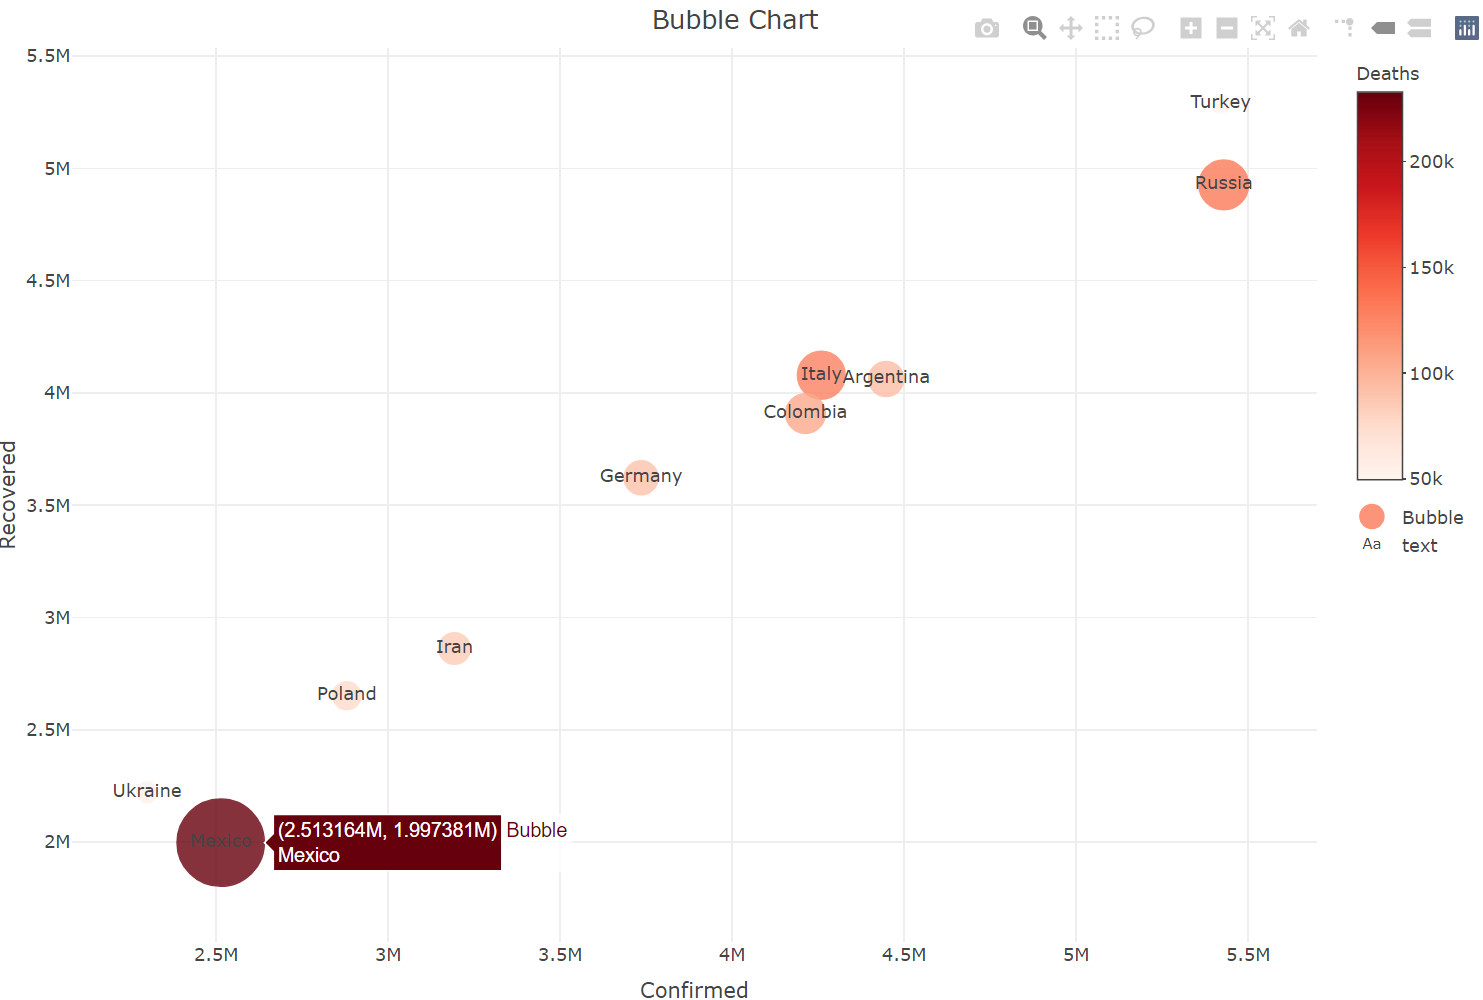 Bubble Chart
Deaths
200k
150k
100k
50k
Bubble
Aa
text
5.5M
5M
4.5M
4M
3.5M
3M
2.5M
2M
Recovered
Turkey
Russia
Italy
Argentina
Colombia
Germany
Iran
Poland
Ukraine
Mexico
(2.513164M, 1.997381M) Bubble
Mexico
2.5M
3M
3.5M
4M
4.5M
5M
5.5M
Confirmed